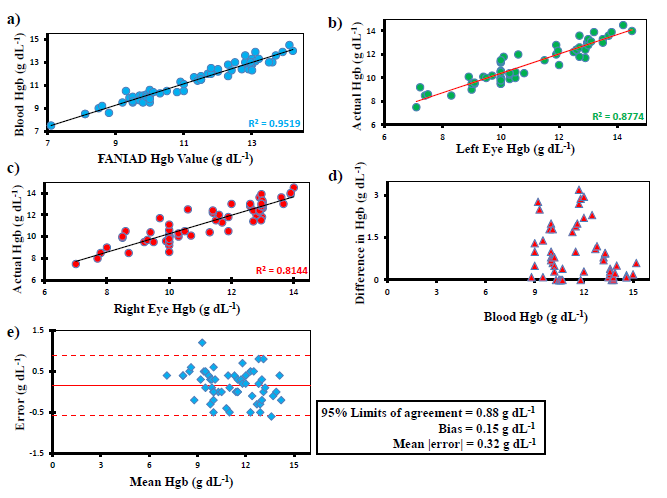 a)
Blood Hgb (g dL-1)
15
13
11
9
7
7
9
11
13
R² = 0.9519
FANIAD Hgb Value (g dL-1)
b)
Actual Hgb (g dL-1)
14
12
10
8
6
6
8
10
12
14
R² = 0.8774
Left Eye Hgb (g dL-1)
c)
Actual Hgb (g dL-1)
14
12
10
8
6
6
8
10
12
14
R² = 0.8144
Right Eye Hgb (g dL-1)
d)
Difference in Hgb (g dL-1)
3
1.5
0
0
3
6
9
12
15
Blood Hgb (g dL-1)
e)
Error (g dL-1)
1.5
0.5
-0.5
-1.5
0
3
6
9
12
15
Mean Hgb (g dL-1)
95% Limits of agreement = 0.88 g dL-1
Bias = 0.15 g dL-1
Mean |error| = 0.32 g dL-1